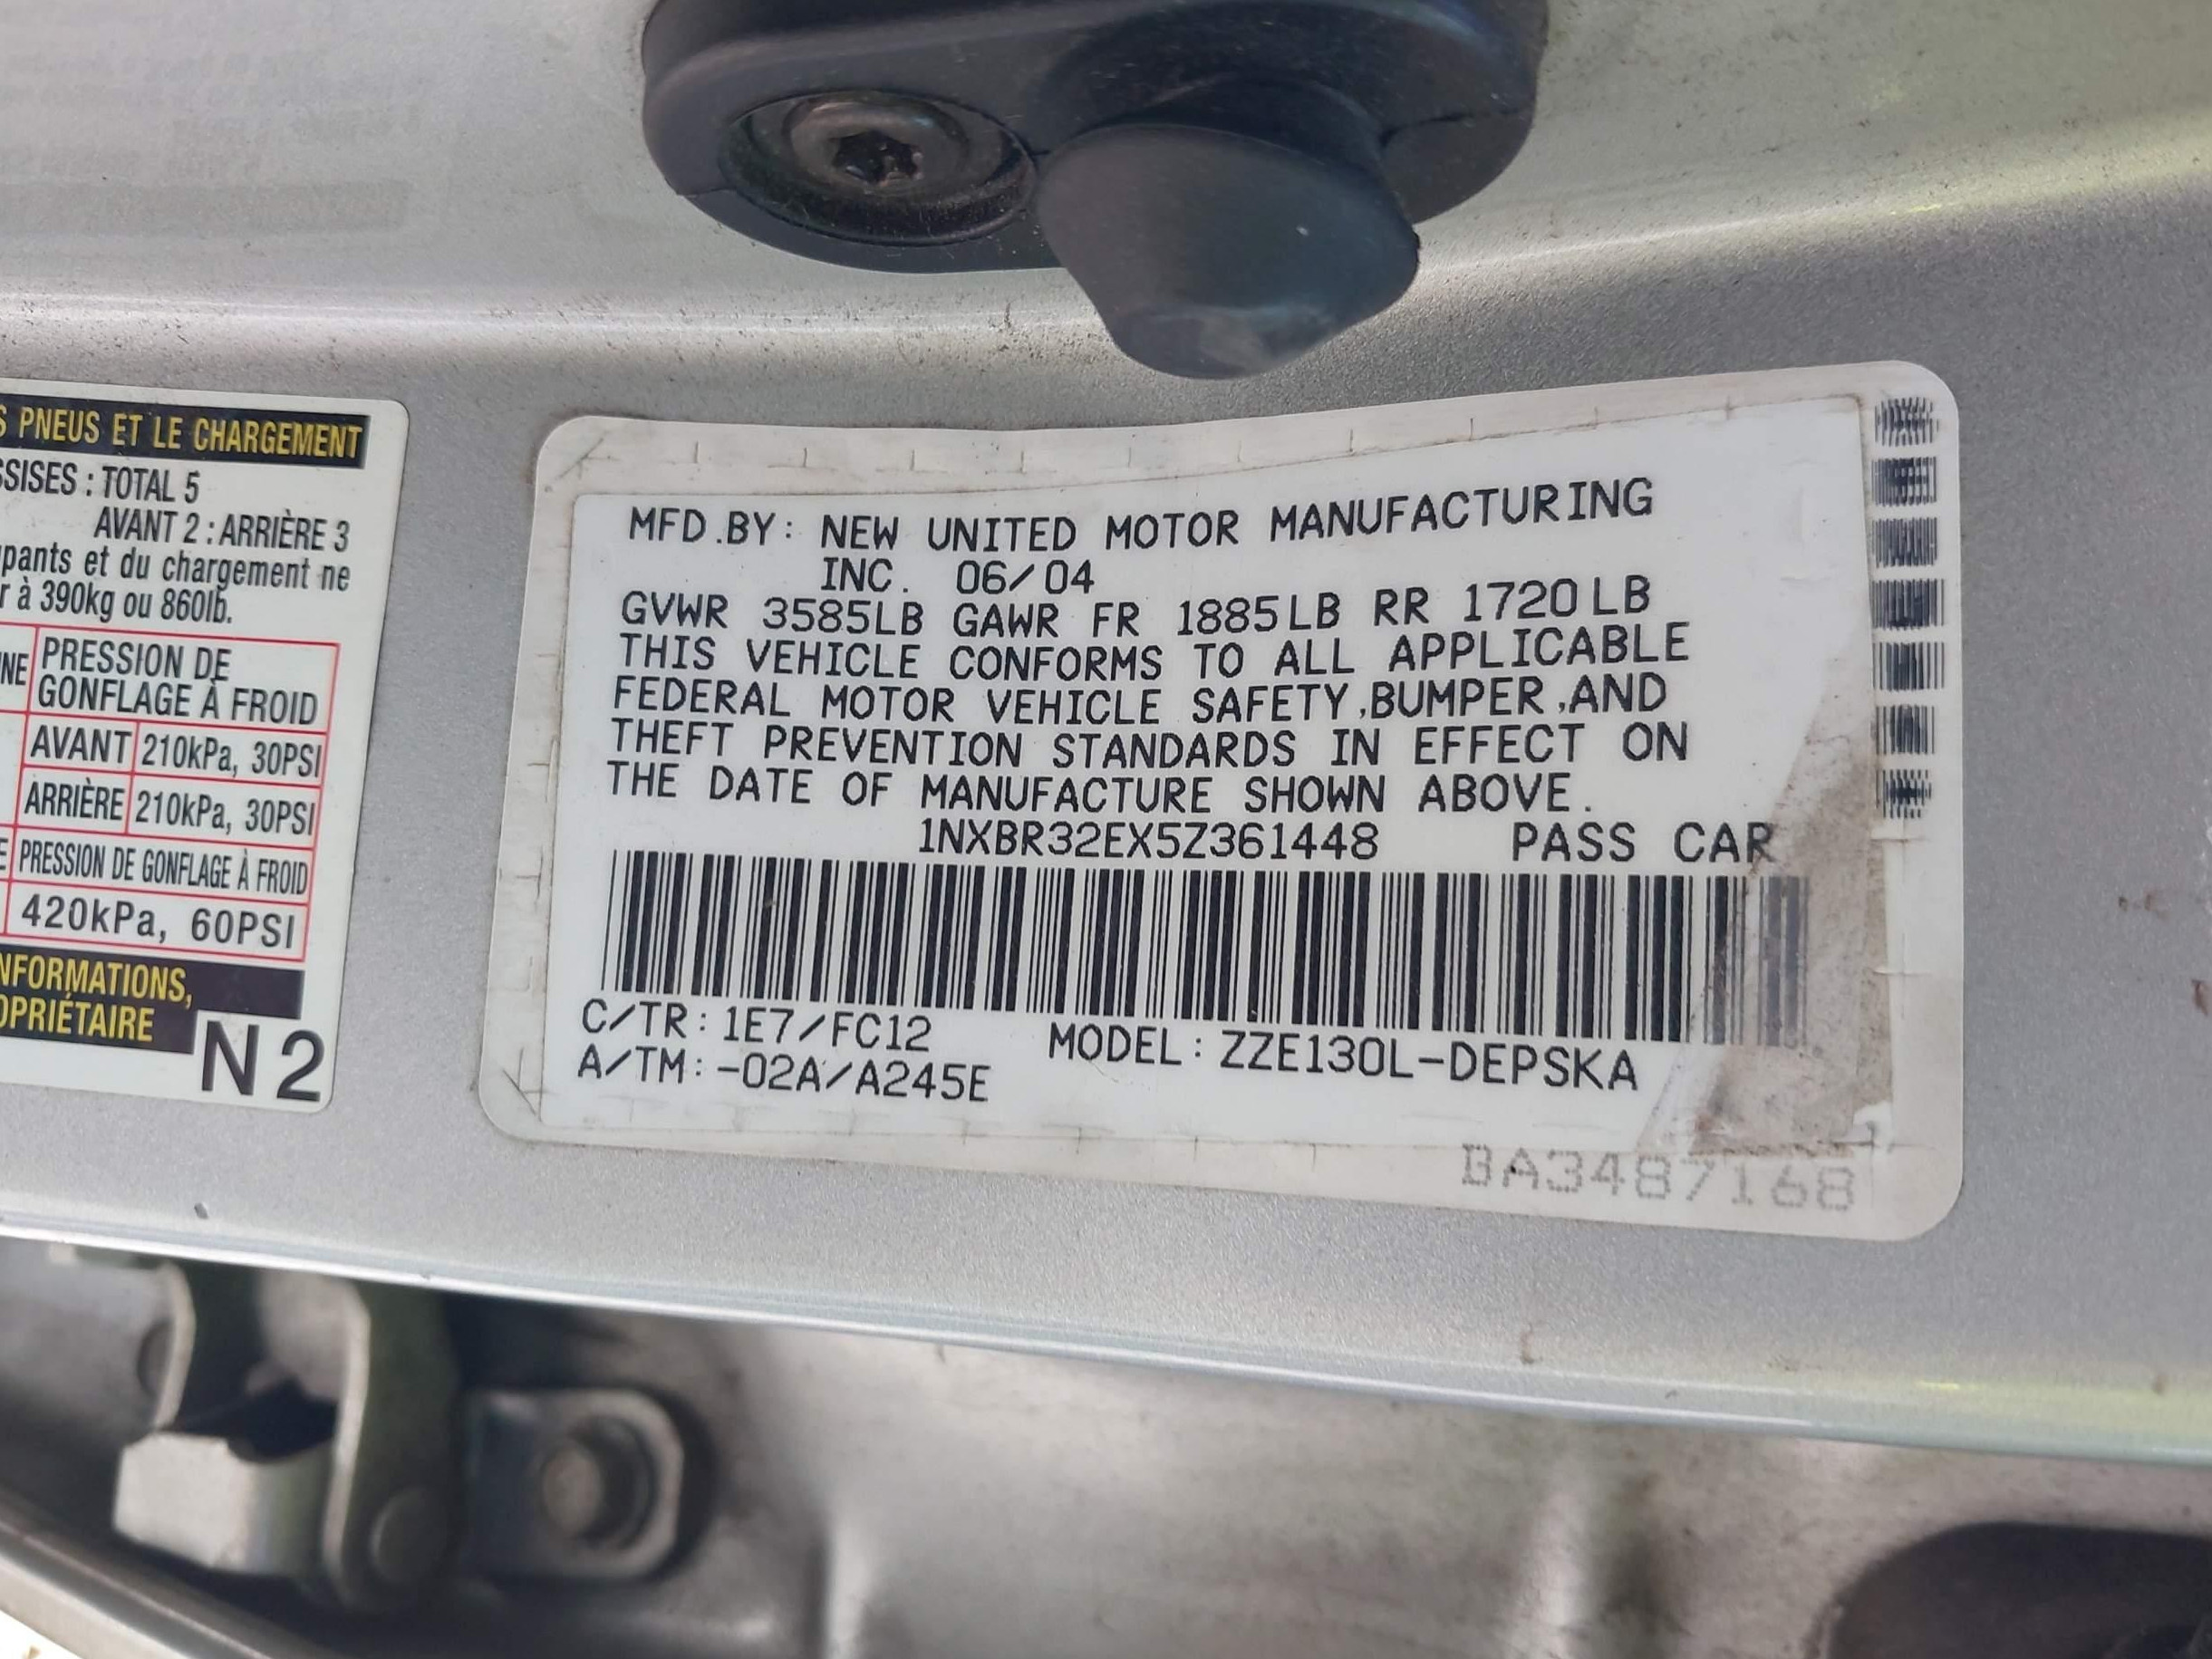 S PNEUS ET LE CHARGEMENT
SSISES : TOTAL 5
AVANT 2 : ARRIÈRE 3
pants et du chargement ne
r à 390kg ou 860lb.
NE PRESSION DE
GONFLAGE À FROID
AVANT 210kPa, 30PSI
ARRIÈRE 210kPa, 30PSI
E PRESSION DE GONFLAGE À FROID
420kPa, 60PSI
NFORMATIONS,
OPRIÉTAIRE
N2
MFD.BY: NEW UNITED MOTOR MANUFACTURING
INC. 06/04
GVWR 3585LB GAWR FR 1885LB RR 1720LB
THIS VEHICLE CONFORMS TO ALL APPLICABLE
FEDERAL MOTOR VEHICLE SAFETY,BUMPER,AND
THEFT PREVENTION STANDARDS IN EFFECT ON
THE DATE OF MANUFACTURE SHOWN ABOVE.
1NXBR32EX5Z361448 PASS CAR
C/TR: 1E7/FC12 MODEL: ZZE130L-DEPSKA
A/TM: -02A/A245E
BA3487168